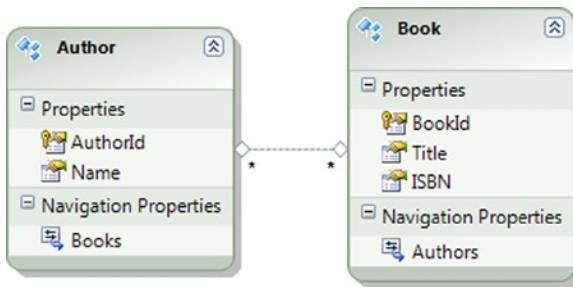 Author
Properties
AuthorId
Name
Navigation Properties
Books
*
*
Book
Properties
BookId
Title
ISBN
Navigation Properties
Authors